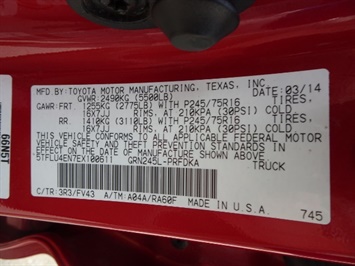 MFD.BY:TOYOTA MOTOR MANUFACTURING, TEXAS, INC
GVWR:2490KG (5500LB) DATE:03/14
GAWR:FRT 1255KG (2775LB) WITH P245/75R16 TIRES,
16X7JJ RIMS, AT 210KPA (30PSI) COLD
RR 1410KG (3110LB) WITH P245/75R16 TIRES,
16X7JJ RIMS, AT 210KPA (30PSI) COLD
THIS VEHICLE CONFORMS TO ALL APPLICABLE FEDERAL MOTOR
VEHICLE SAFETY AND THEFT PREVENTION STANDARDS IN
EFFECT ON THE DATE OF MANUFACTURE SHOWN ABOVE.
5TFLU4EN7EX100611 GRN245L-PRFDKA TRUCK
C/TR:3R3/FV43 A/TM:A04A/RA60F MADE IN U.S.A. 745
66N5T